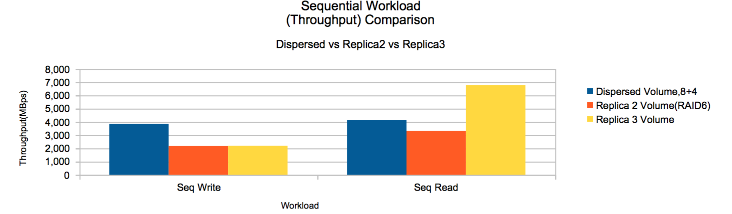 Sequential Workload
(Throughput) Comparison
Dispersed vs Replica2 vs Replica3
Throughput(MBps)
8,000
7,000
6,000
5,000
4,000
3,000
2,000
1,000
0
Seq Write
Seq Read
Workload
Dispersed Volume,8+4
Replica 2 Volume(RAID6)
Replica 3 Volume